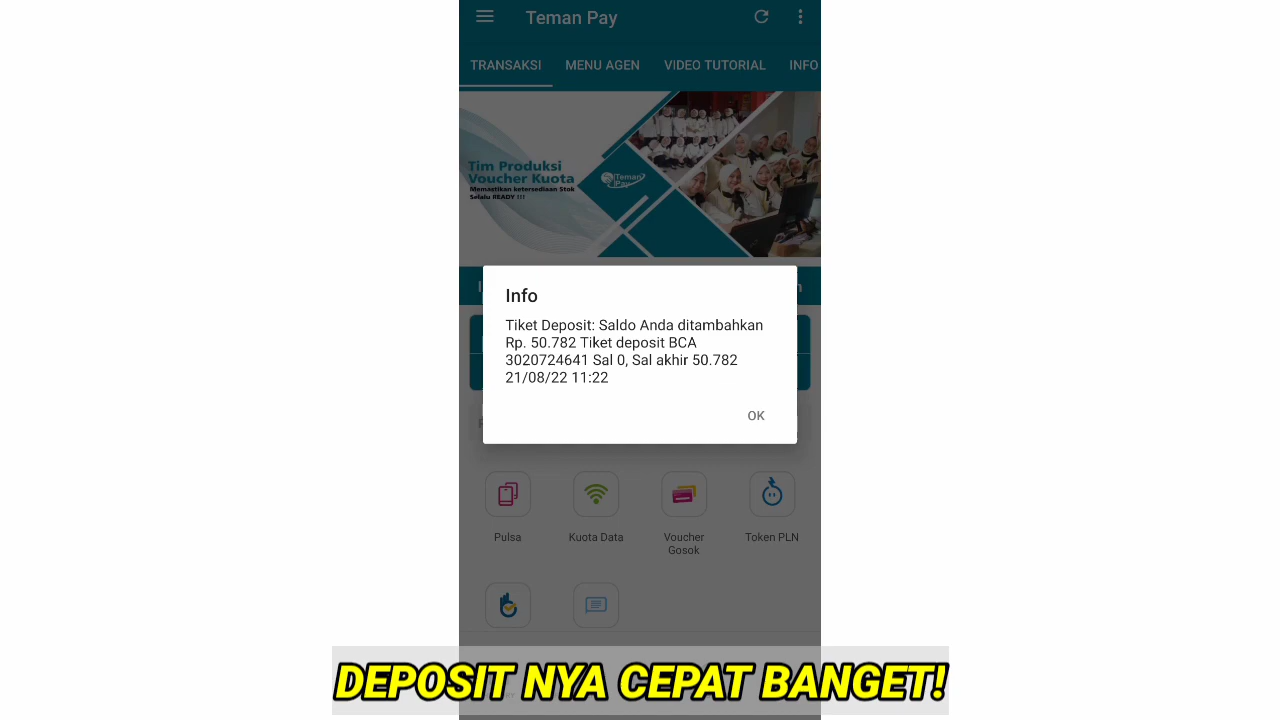 Teman Pay
TRANSAKSI MENU AGEN VIDEO TUTORIAL INFO
Tim Produksi
Voucher Kuota
Memastikan ketersediaan Stok
Selalu READY !!!
Teman
Pay
Info
Tiket Deposit: Saldo Anda ditambahkan
Rp. 50.782 Tiket deposit BCA
3020724641 Sal 0, Sal akhir 50.782
21/08/22 11:22
OK
Pulsa Kuota Data Voucher Token PLN
Gosok
DEPOSIT NYA CEPAT BANGET!